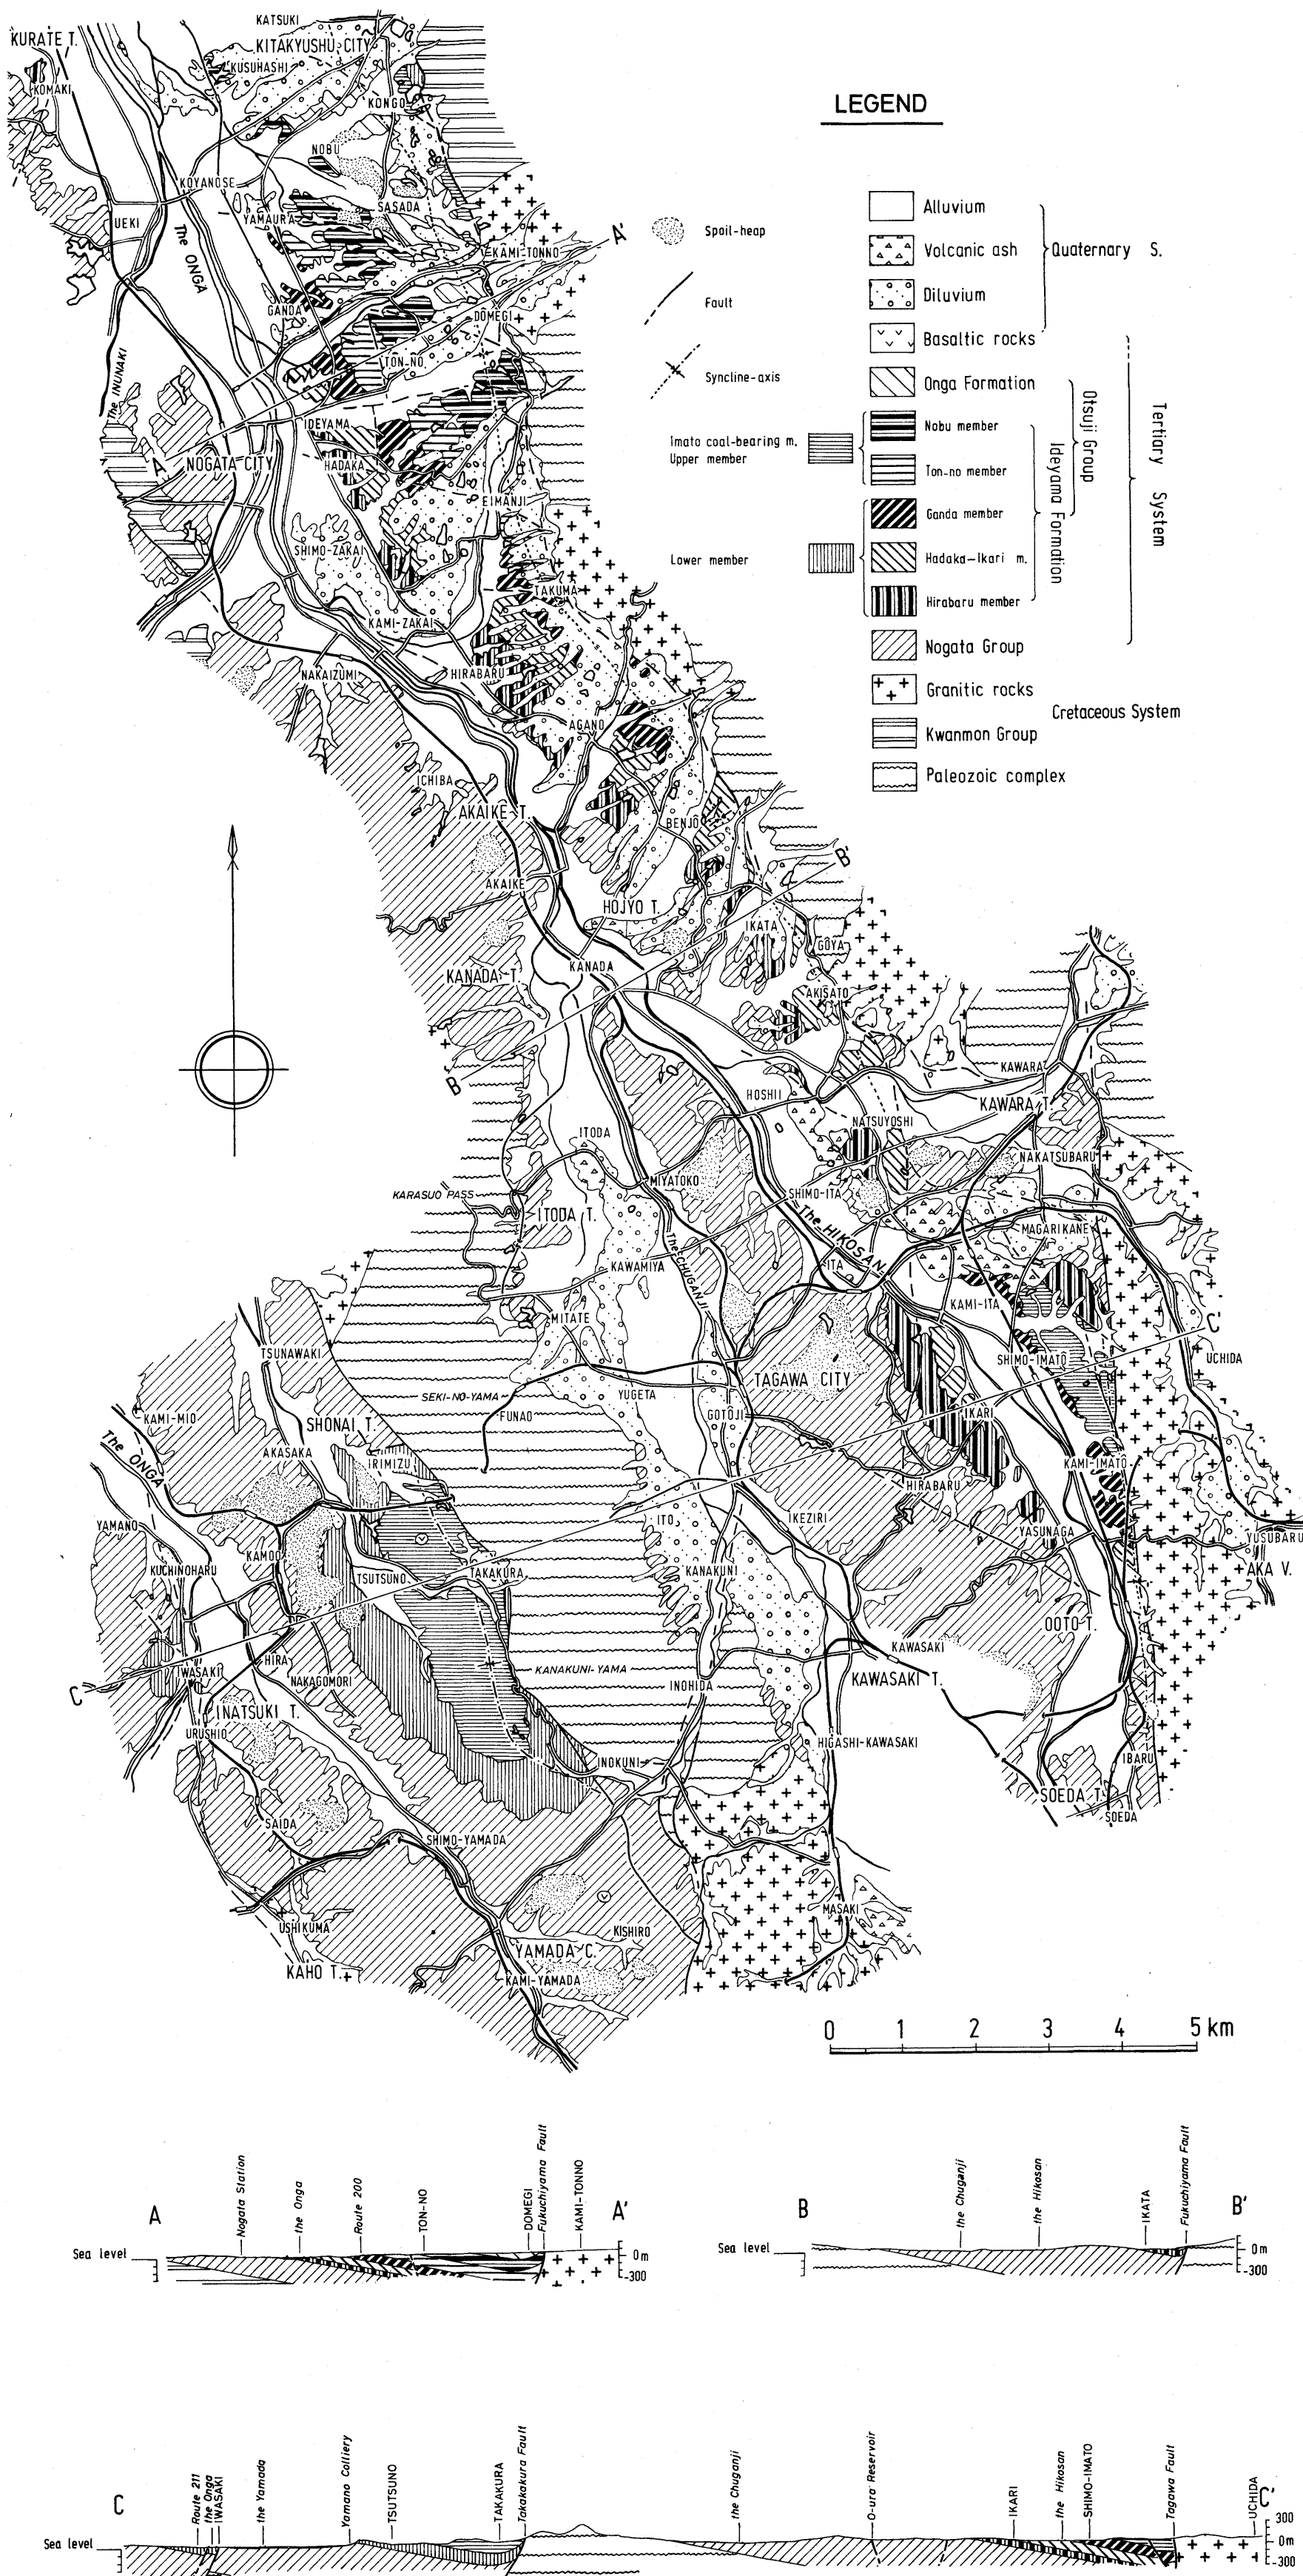 LEGEND
Spoil-heap
Fault
Syncline-axis
Imato coal-bearing m.
Upper member
Lower member
Alluvium
Volcanic ash
Diluvium
Quaternary S.
Basaltic rocks
Onga Formation
Nobu member
Ton-no member
Ganda member
Hadaka-Ikari m.
Hirabaru member
Ideyama Formation
Otsuji Group
Tertiary System
Nogata Group
Granitic rocks
Kwanmon Group
Cretaceous System
Paleozoic complex
KATSUKI
KURATE T.
KITAKYUSHU CITY
KUSUHASHI
KOMAKI
KONGO
NOBU
KOYANOSE
SASADA
UEKI
YAMAURA
The ONGA
A'
KAMI-TONNO
GANDA
DOMEGI
TON-NO
The INUNAKI
IDEYAMA
A
NOGATA CITY
HADAKA
EIMANJI
SHIMO-ZAKAI
TAKUMA
KAMI-ZAKAI
NAKAIZUMI
HIRABARU
AGANO
ICHIBA
AKAIKE T.
BENJÔ
B'
AKAIKE
HOJYO T.
IKATA
GÔYA
KANADA T.
KANADA
AKISATO
B
KAWARA
HOSHII
KAWARA T.
NATSUYOSHI
ITODA
NAKATSUBARU
MIYATOKO
KARASUO PASS
SHIMO-ITA
ITODA T.
The HIKOSAN
MAGARIKANE
The CHUGANJI
KAWAMIYA
ITA
KAMI-ITA
MITATE
C'
TSUNAWAKI
SHIMO-IMATO
UCHIDA
TAGAWA CITY
SEKI-NO-YAMA
YUGETA
KAMI-MIO
SHONAI T.
FUNAO
GOTÔJI
IKARI
The ONGA
AKASAKA
IRIMIZU
KAMI-IMATO
HIRABARU
YAMANO
ITO
IKEZIRI
YASUNAGA
YUSUBARU
KAMOO
KUCHINOHARU
TSUTSUNO
TAKAKURA
KANAKUNI
AKA V.
OOTO T.
KAWASAKI
HIRA
IWASAKI
KANAKUNI-YAMA
KAWASAKI T.
NAKAGOMORI
INOHIDA
C
INATSUKI T.
URUSHIO
HIGASHI-KAWASAKI
INOKUNI
IBARU
SOEDA T.
SOEDA
SAIDA
SHIMO-YAMADA
MASAKI
USHIKUMA
KISHIRO
YAMADA C.
KAHO T.
KAMI-YAMADA
0 1 2 3 4 5 km
A
Nogata Station
the Onga
Route 200
TON-NO
DOMEGI
Fukuchiyama Fault
KAMI-TONNO
A'
Sea level
0 m
-300
B
the Chuganji
the Hikosan
IKATA
Fukuchiyama Fault
B'
Sea level
0 m
-300
C
Route 211
the Onga
IWASAKI
the Yamada
Yamano Colliery
TSUTSUNO
TAKAKURA
Takakakura Fault
the Chuganji
O-ura Reservoir
IKARI
the Hikosan
SHIMO-IMATO
Tagawa Fault
UCHIDA
C'
Sea level
300
0 m
-300